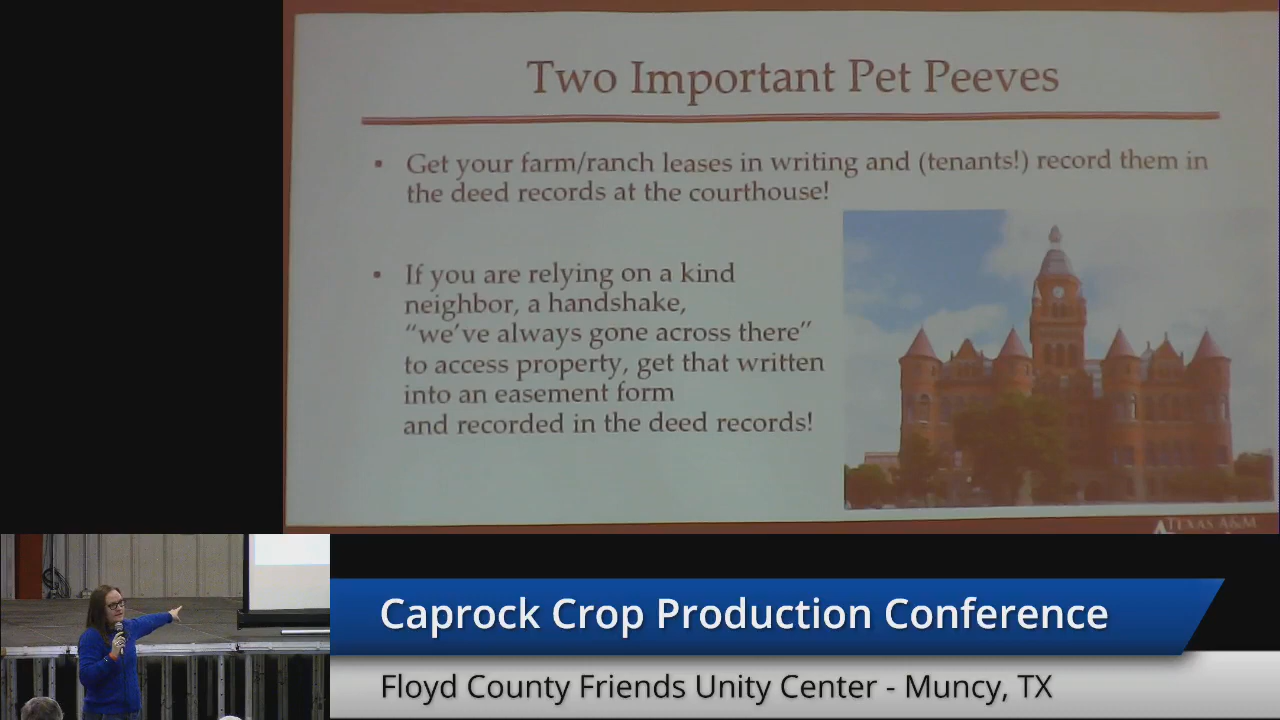 Two Important Pet Peeves
▪ Get your farm/ranch leases in writing and (tenants!) record them in
the deed records at the courthouse!
▪ If you are relying on a kind
neighbor, a handshake,
“we’ve always gone across there”
to access property, get that written
into an easement form
and recorded in the deed records!
TEXAS A&M
Caprock Crop Production Conference
Floyd County Friends Unity Center - Muncy, TX